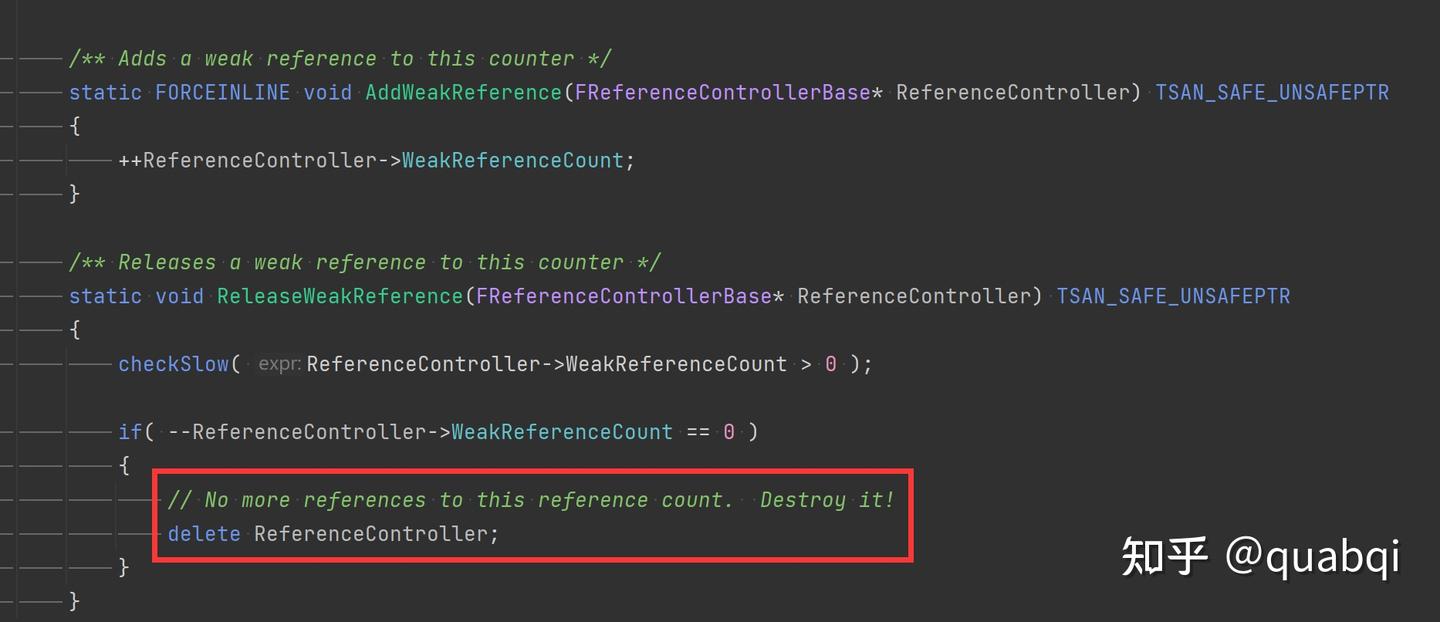 /** Adds a weak reference to this counter */
static FORCEINLINE void AddWeakReference(FReferenceControllerBase* ReferenceController) TSAN_SAFE_UNSAFEPTR
{
++ReferenceController->WeakReferenceCount;
}
/** Releases a weak reference to this counter */
static void ReleaseWeakReference(FReferenceControllerBase* ReferenceController) TSAN_SAFE_UNSAFEPTR
{
checkSlow( expr: ReferenceController->WeakReferenceCount > 0 );
if( --ReferenceController->WeakReferenceCount == 0 )
{
// No more references to this reference count.  Destroy it!
delete ReferenceController;
}
}
知乎 @quabqi